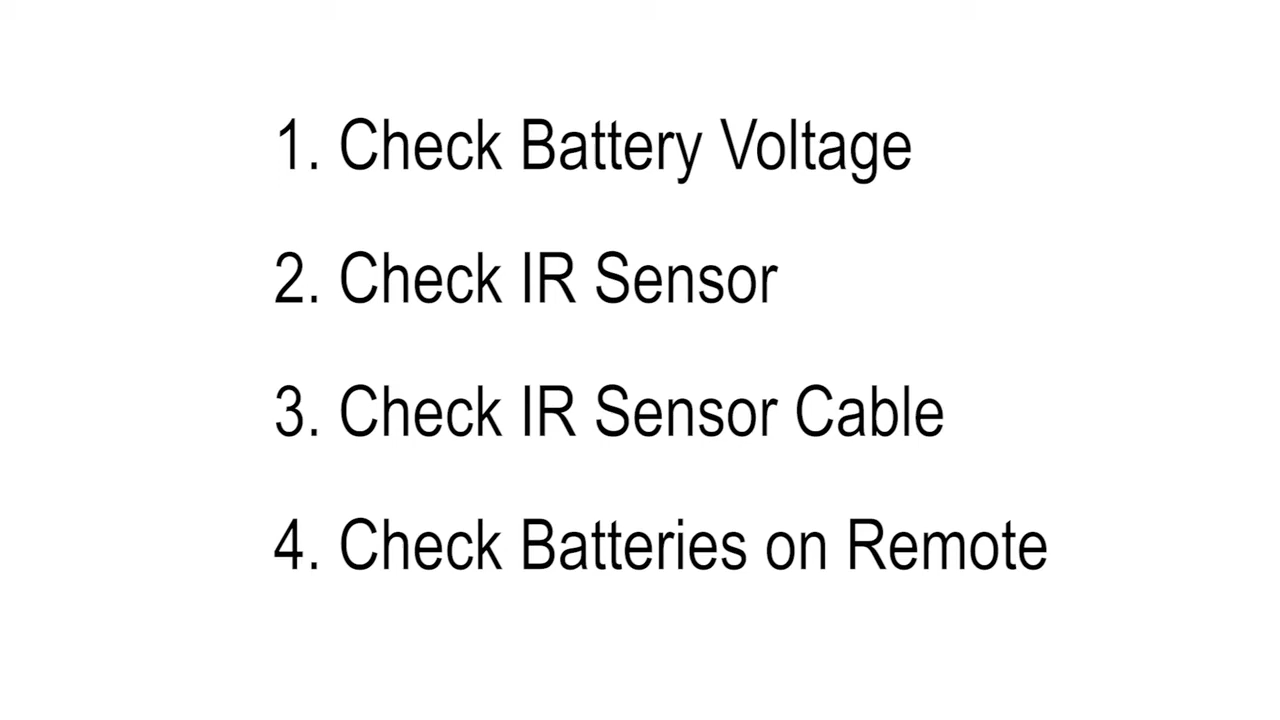 1. Check Battery Voltage
2. Check IR Sensor
3. Check IR Sensor Cable
4. Check Batteries on Remote